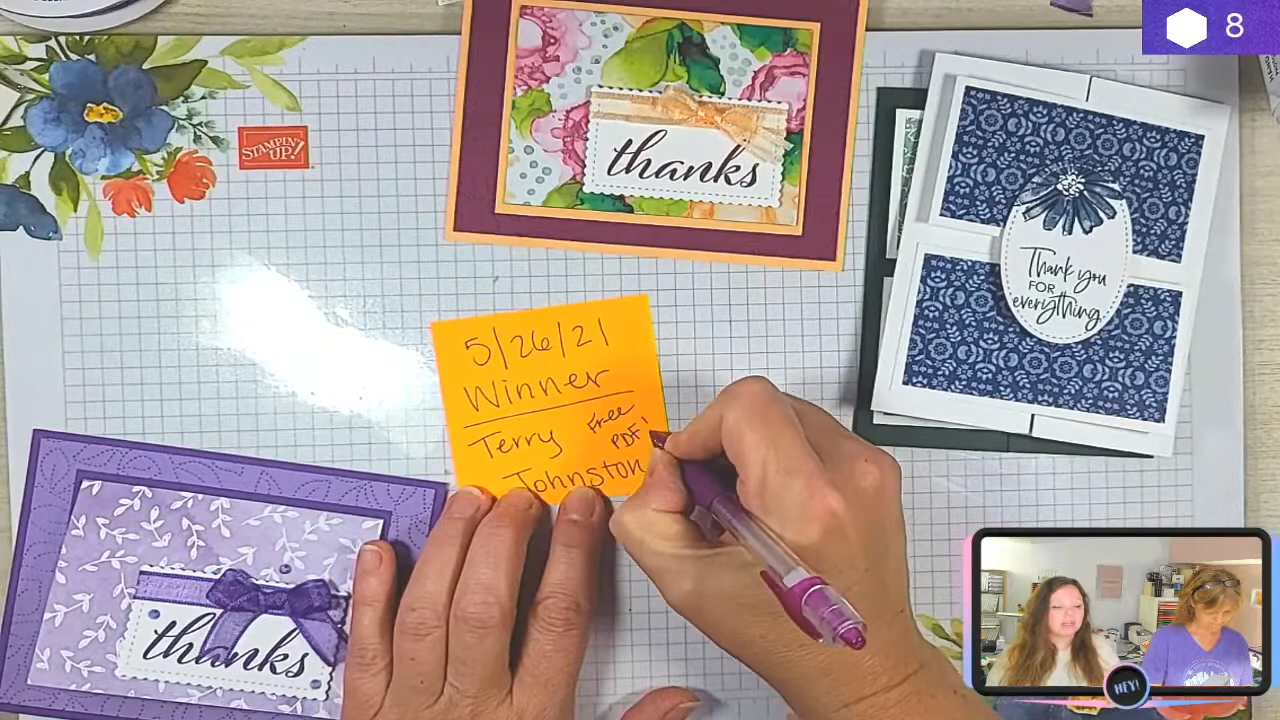 8
STAMPIN' UP!
thanks
Thank you
FOR
everything
5/26/21
Winner
Terry
Free
PDF!
Johnston
thanks
HEY!